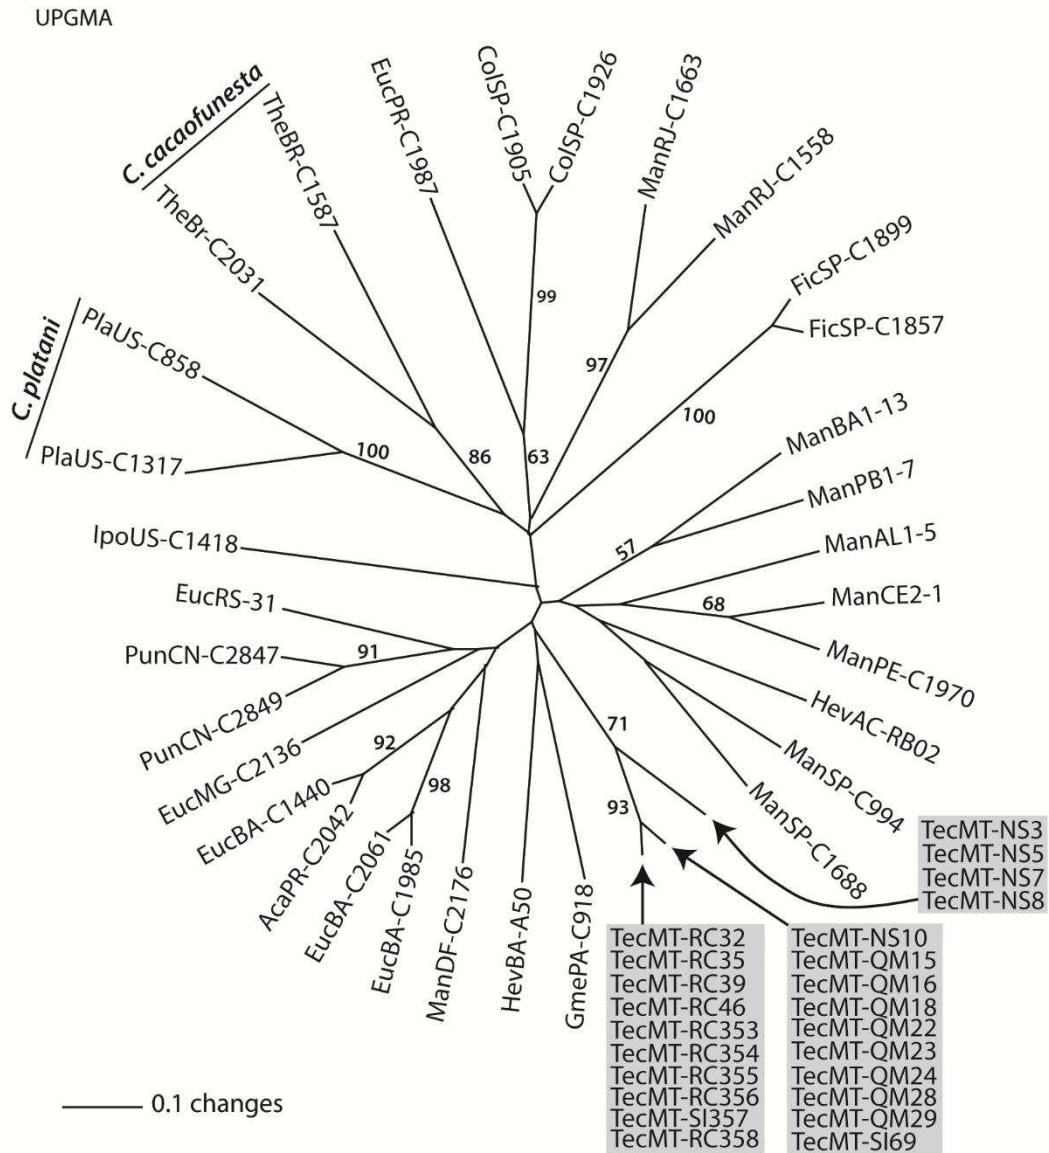 UPGMA
C. cacaofunesta
TheBR-C1587
TheBr-C2031
EucPR-C1987
ColSP-C1905
ColSP-C1926
ManRJ-C1663
ManRJ-C1558
FicSP-C1899
FicSP-C1857
C. platani
PlaUS-C858
PlaUS-C1317
99
97
100
100
86
63
ManBA1-13
ManPB1-7
57
ManAL1-5
ManCE2-1
68
ManPE-C1970
HevAC-RB02
ManSP-C994
ManSP-C1688
IpoUS-C1418
EucRS-31
PunCN-C2847
91
PunCN-C2849
EucMG-C2136
92
EucBA-C1440
AcaPR-C2042
98
EucBA-C2061
EucBA-C1985
ManDF-C2176
HevBA-A50
GmePA-C918
71
93
TecMT-NS3
TecMT-NS5
TecMT-NS7
TecMT-NS8
TecMT-RC32
TecMT-RC35
TecMT-RC39
TecMT-RC46
TecMT-RC353
TecMT-RC354
TecMT-RC355
TecMT-RC356
TecMT-SI357
TecMT-RC358
TecMT-NS10
TecMT-QM15
TecMT-QM16
TecMT-QM18
TecMT-QM22
TecMT-QM23
TecMT-QM24
TecMT-QM28
TecMT-QM29
TecMT-SI69
0.1 changes